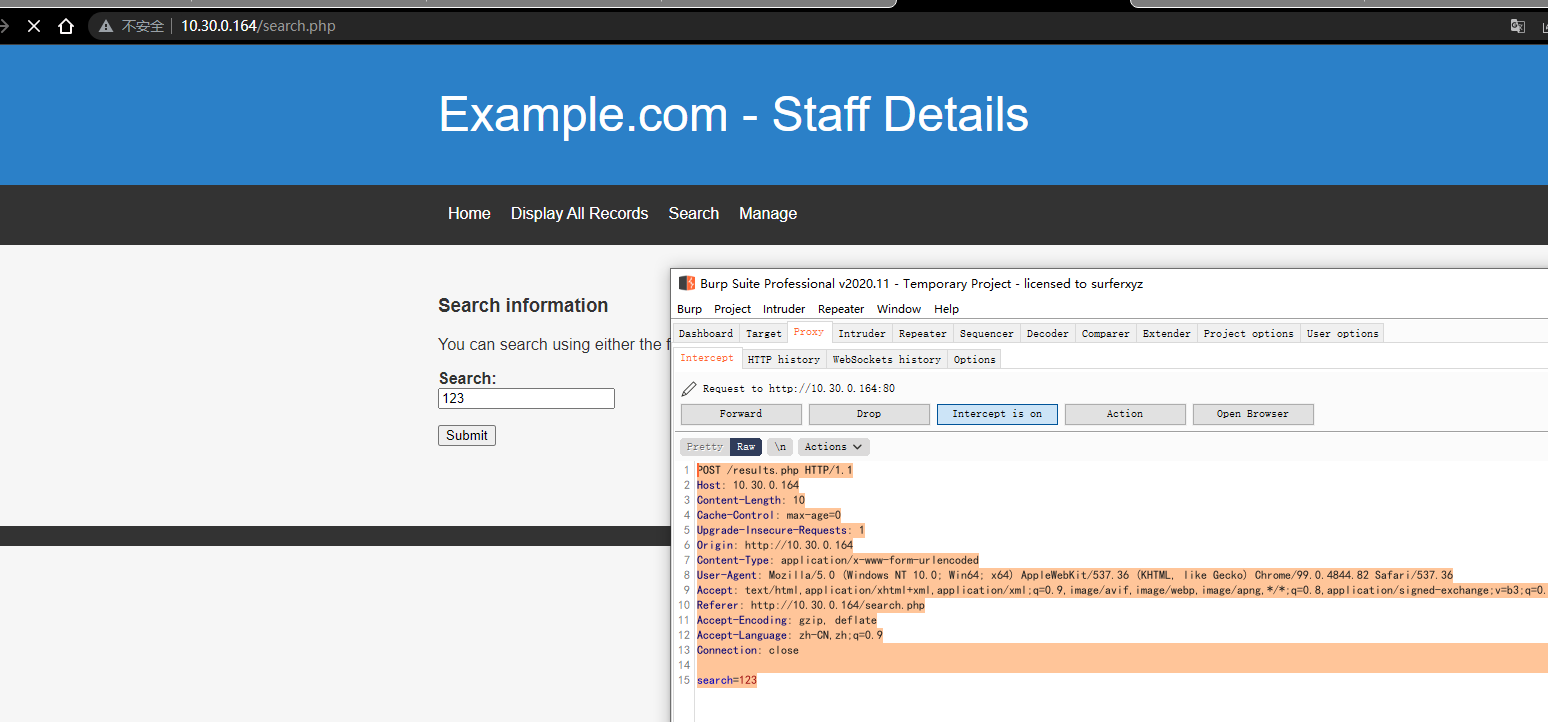 不安全 10.30.0.164/search.php
Example.com - Staff Details
Home Display All Records Search Manage
Search information
You can search using either the f
Search:
123
Submit
Burp Suite Professional v2020.11 - Temporary Project - licensed to surferxyz
Burp Project Intruder Repeater Window Help
Dashboard Target Proxy Intruder Repeater Sequencer Decoder Comparer Extender Project options User options
Intercept HTTP history WebSockets history Options
Request to http://10.30.0.164:80
Forward Drop Intercept is on Action Open Browser
Pretty Raw \n Actions
1 POST /results.php HTTP/1.1
2 Host: 10.30.0.164
3 Content-Length: 10
4 Cache-Control: max-age=0
5 Upgrade-Insecure-Requests: 1
6 Origin: http://10.30.0.164
7 Content-Type: application/x-www-form-urlencoded
8 User-Agent: Mozilla/5.0 (Windows NT 10.0; Win64; x64) AppleWebKit/537.36 (KHTML, like Gecko) Chrome/99.0.4844.82 Safari/537.36
9 Accept: text/html,application/xhtml+xml,application/xml;q=0.9,image/avif,image/webp,image/apng,*/*;q=0.8,application/signed-exchange;v=b3;q=0.
10 Referer: http://10.30.0.164/search.php
11 Accept-Encoding: gzip, deflate
12 Accept-Language: zh-CN,zh;q=0.9
13 Connection: close
14
15 search=123